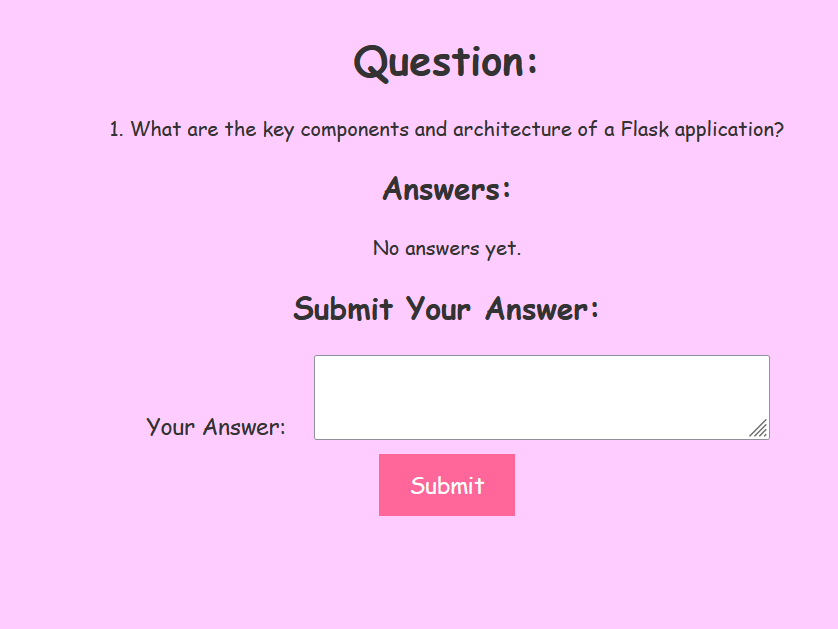 Question:
1. What are the key components and architecture of a Flask application?
Answers:
No answers yet.
Submit Your Answer:
Your Answer:
Submit